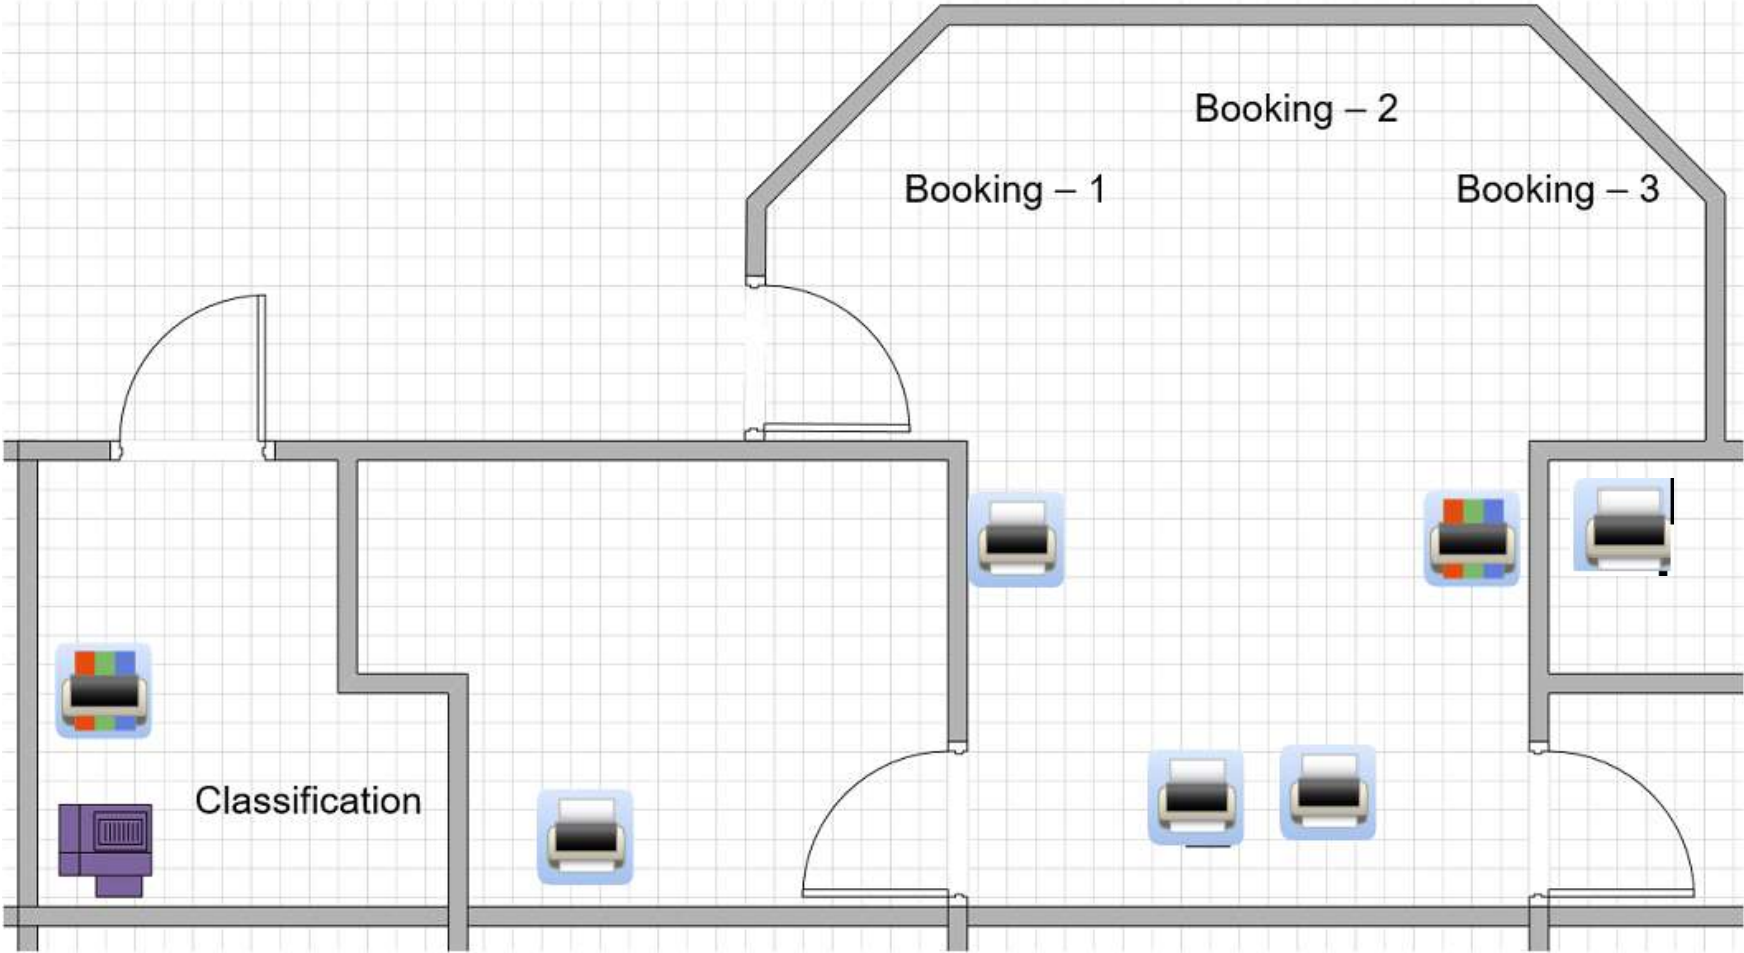 Booking – 2
Booking – 1
Booking – 3
Classification